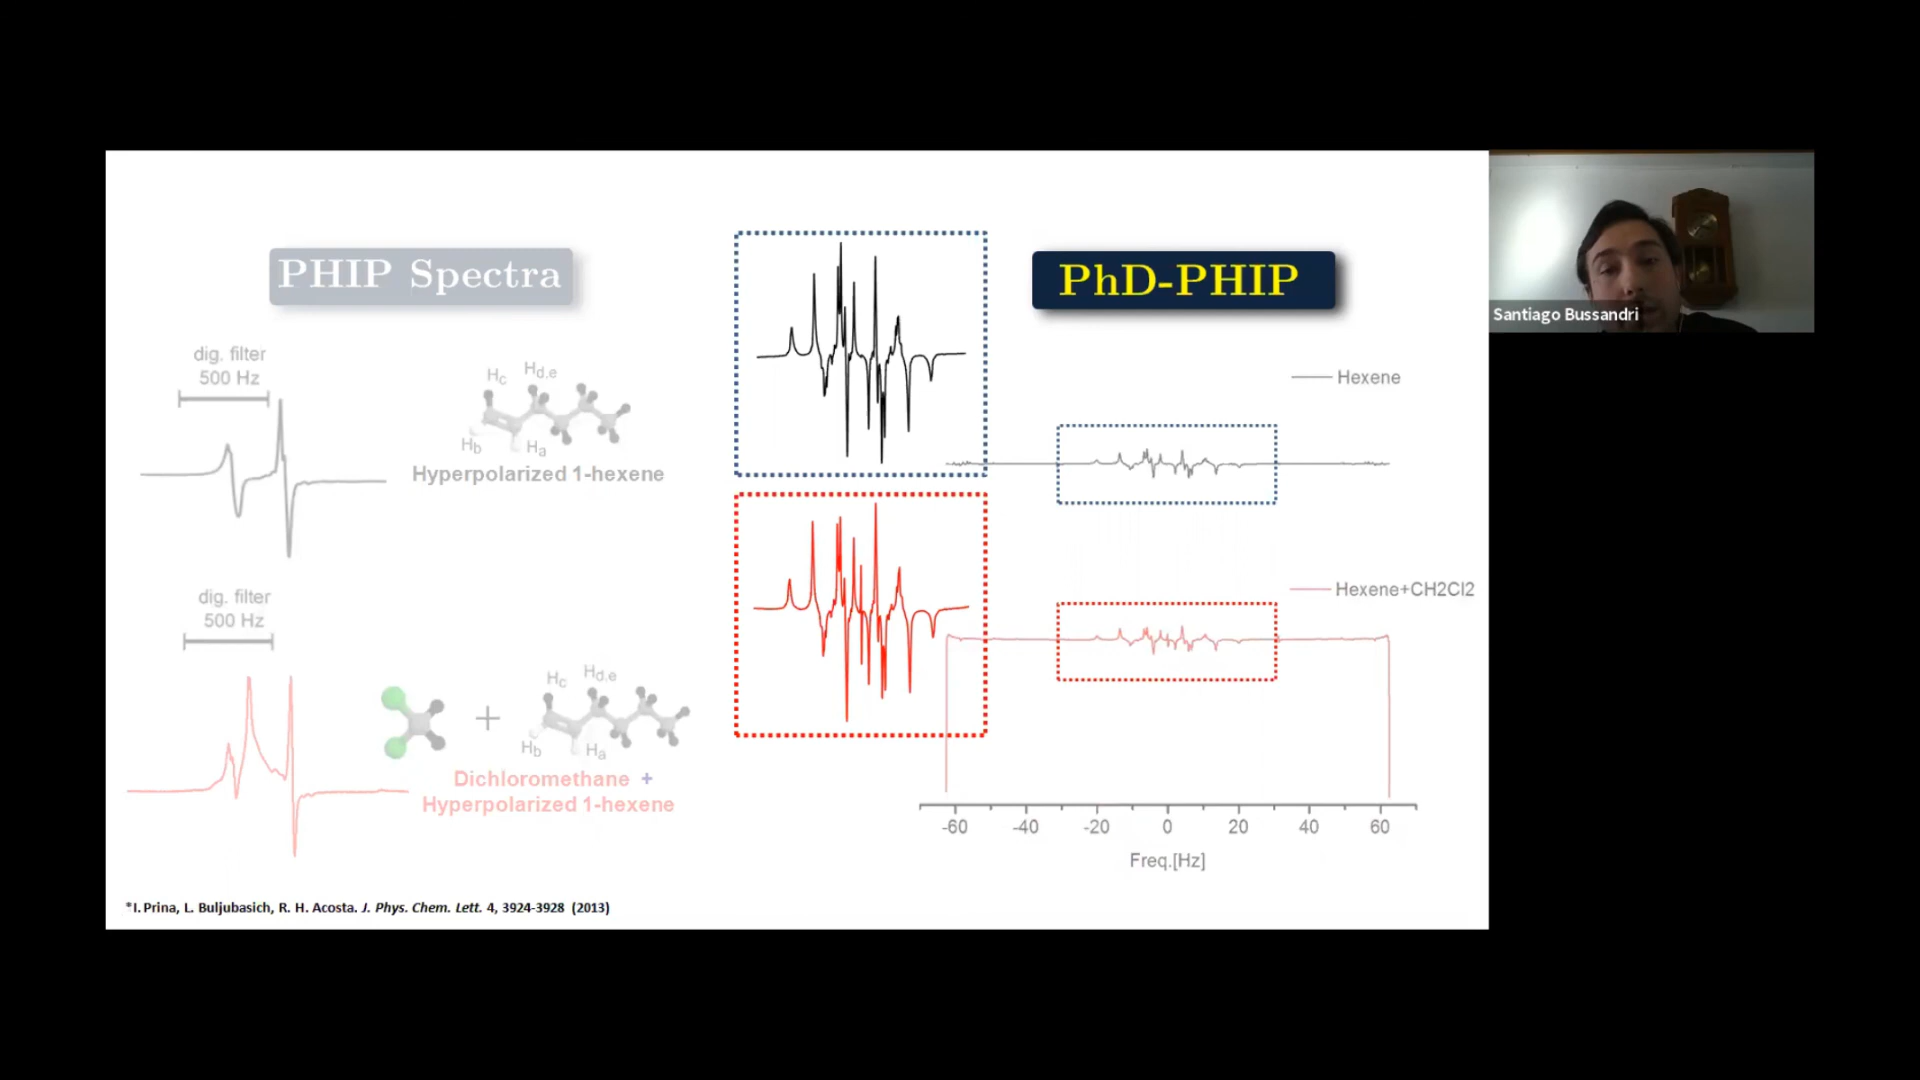 PHIP Spectra
dig. filter
500 Hz
Hc
Hd,e
Hb
Ha
Hyperpolarized 1-hexene
dig. filter
500 Hz
Hc
Hd,e
+
Hb
Ha
Dichloromethane +
Hyperpolarized 1-hexene
PhD-PHIP
Hexene
Hexene+CH2Cl2
-60 -40 -20 0 20 40 60
Freq.[Hz]
*I. Prina, L. Buljubasich, R. H. Acosta. J. Phys. Chem. Lett. 4, 3924-3928 (2013)
Santiago Bussandri